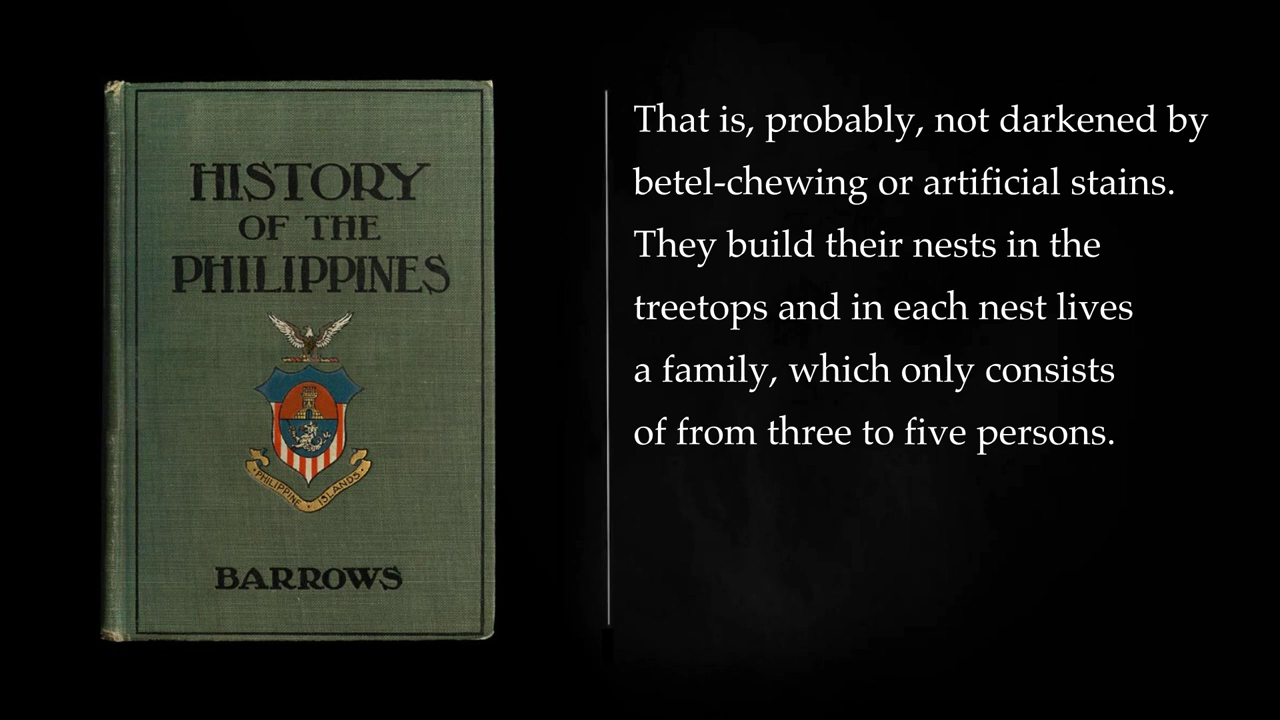 HISTORY
OF THE
PHILIPPINES
PHILIPPINE ISLANDS
BARROWS
That is, probably, not darkened by
betel-chewing or artificial stains.
They build their nests in the
treetops and in each nest lives
a family, which only consists
of from three to five persons.